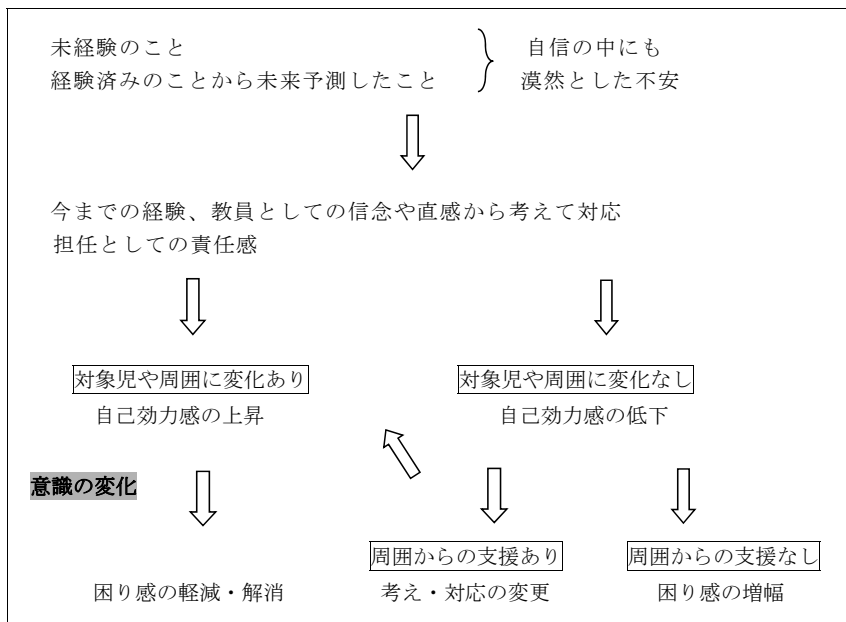 未経験のこと
経験済みのことから未来予測したこと
自信の中にも
漠然とした不安
今までの経験、教員としての信念や直感から考えて対応
担任としての責任感
対象児や周囲に変化あり
自己効力感の上昇
対象児や周囲に変化なし
自己効力感の低下
意識の変化
周囲からの支援あり
考え・対応の変更
周囲からの支援なし
困り感の増幅
困り感の軽減・解消